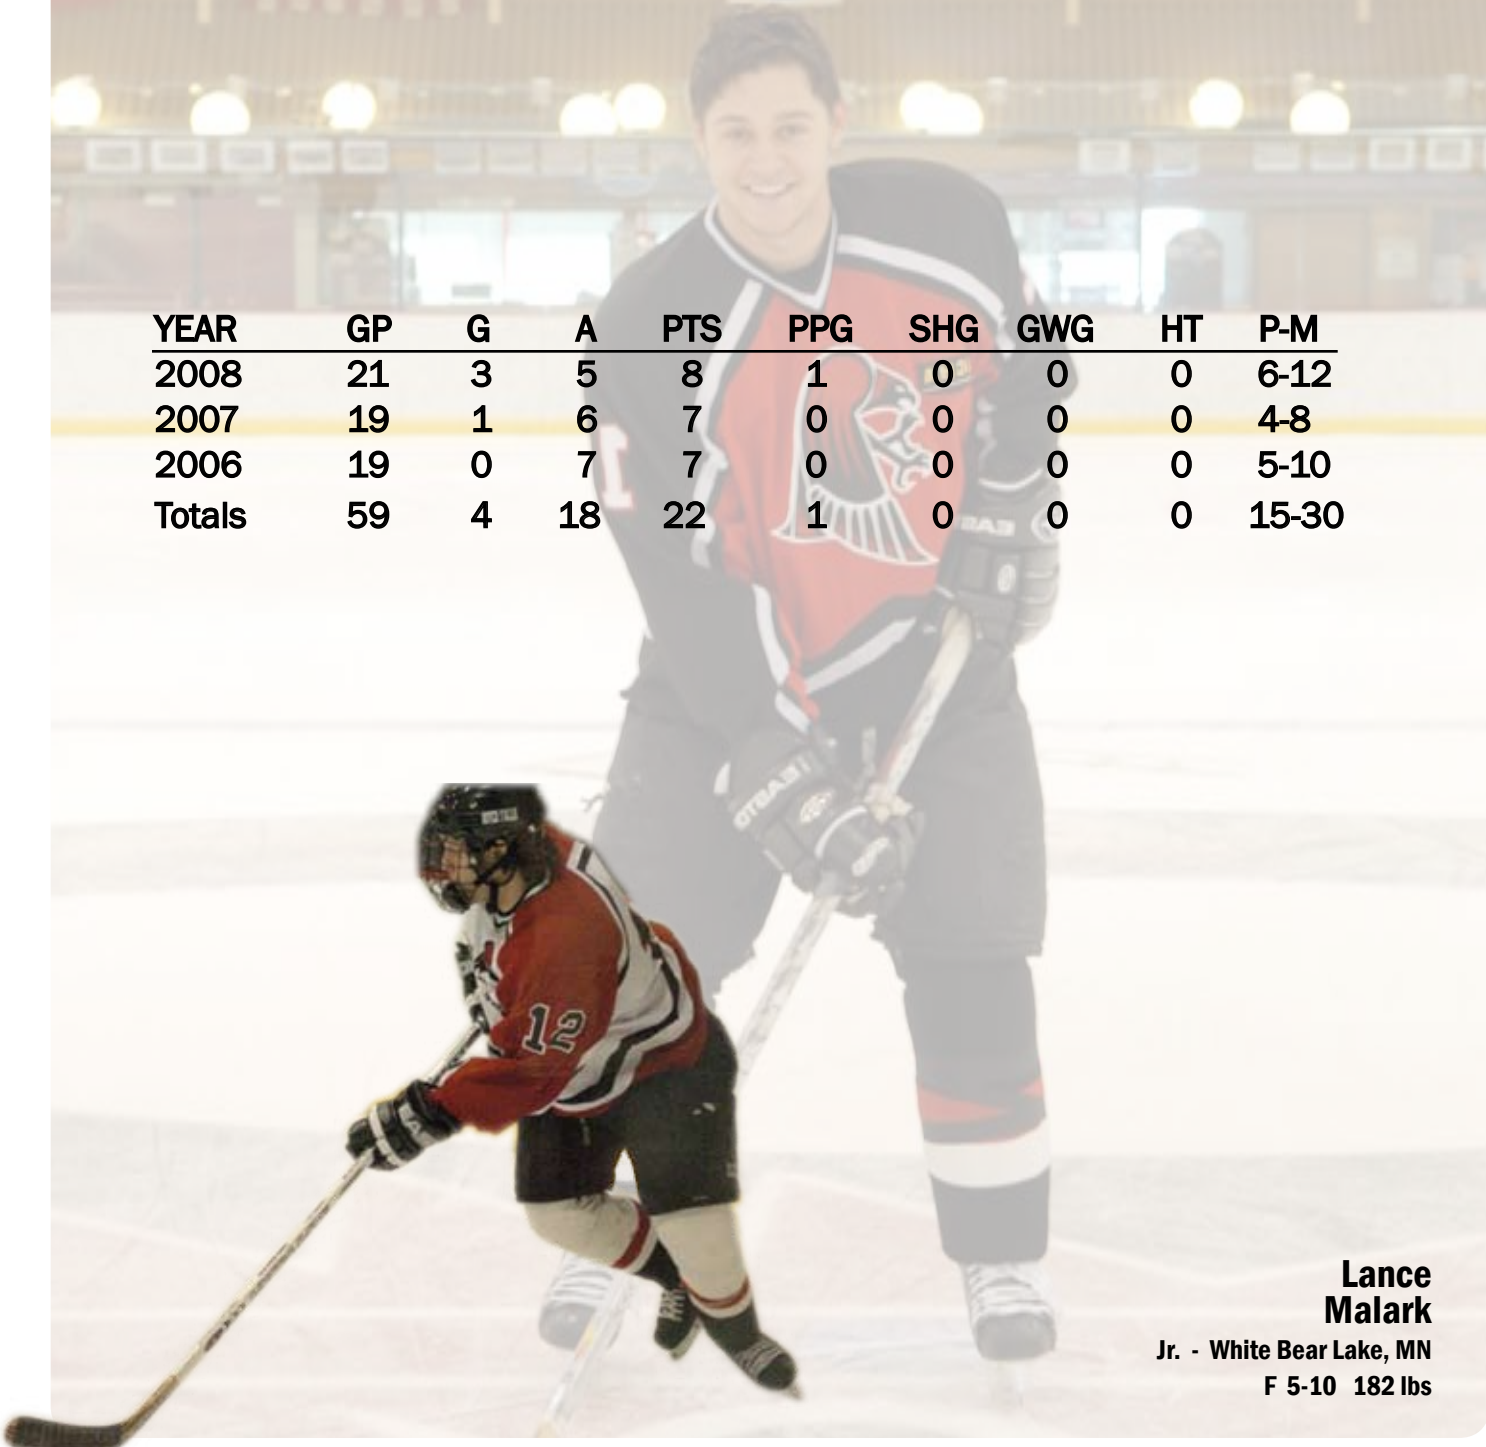 YEAR GP G A PTS PPG SHG GWG HT P-M
2008 21 3 5 8 1 0 0 0 6-12
2007 19 1 6 7 0 0 0 0 4-8
2006 19 0 7 7 0 0 0 0 5-10
Totals 59 4 18 22 1 0 0 0 15-30
12
Lance
Malark
Jr. - White Bear Lake, MN
F 5-10 182 lbs